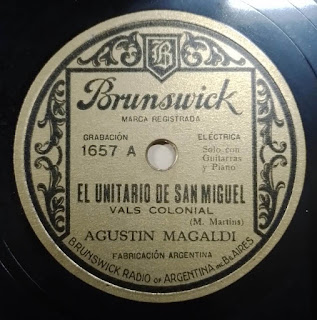 B
Brunswick
MARCA REGISTRADA
GRABACIÓN ELÉCTRICA
1657 A Solo con
Guitarras
y Piano
EL UNITARIO DE SAN MIGUEL
VALS COLONIAL
(M. Martins)
AGUSTIN MAGALDI
FABRICACIÓN ARGENTINA
BRUNSWICK RADIO OF ARGENTINA INC. Bs. AIRES